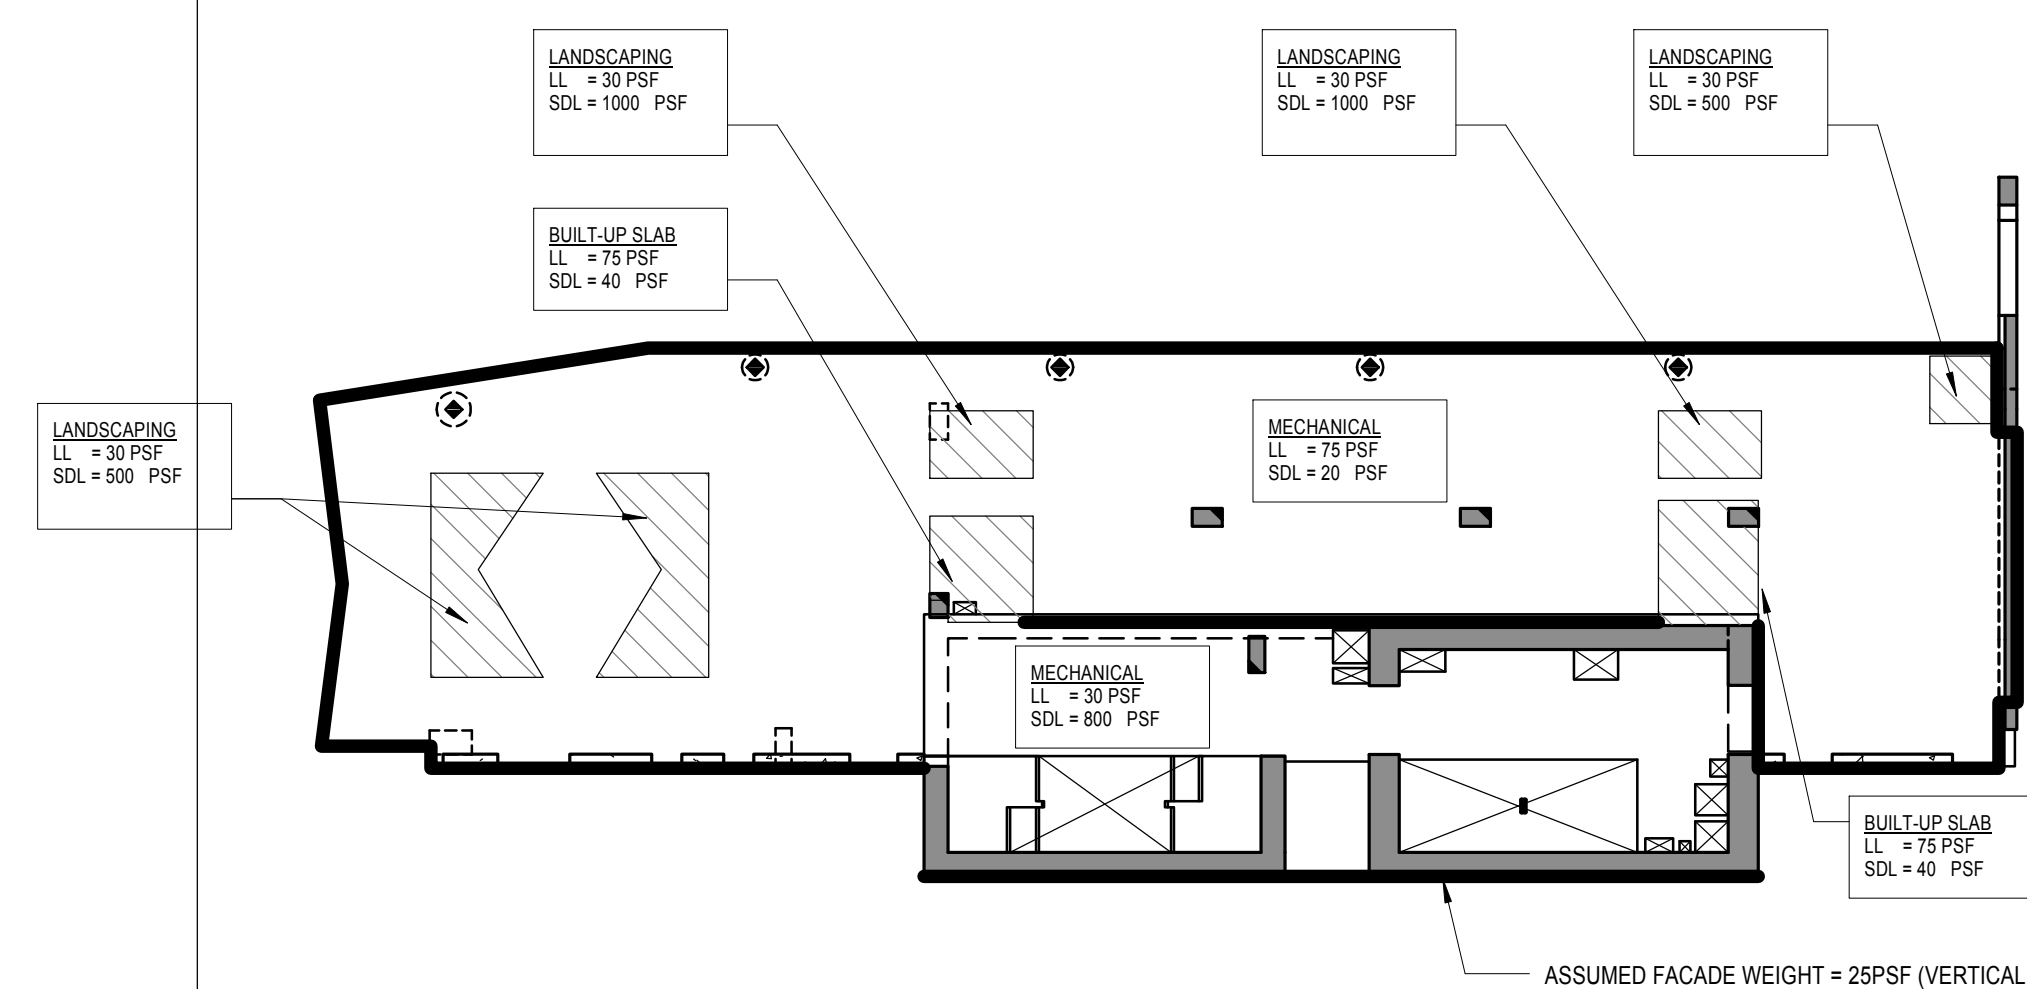 LANDSCAPING
LL = 30 PSF
SDL = 1000 PSF
LANDSCAPING
LL = 30 PSF
SDL = 1000 PSF
LANDSCAPING
LL = 30 PSF
SDL = 500 PSF
BUILT-UP SLAB
LL = 75 PSF
SDL = 40 PSF
LANDSCAPING
LL = 30 PSF
SDL = 500 PSF
MECHANICAL
LL = 75 PSF
SDL = 20 PSF
MECHANICAL
LL = 30 PSF
SDL = 800 PSF
BUILT-UP SLAB
LL = 75 PSF
SDL = 40 PSF
ASSUMED FACADE WEIGHT = 25PSF (VERTICAL